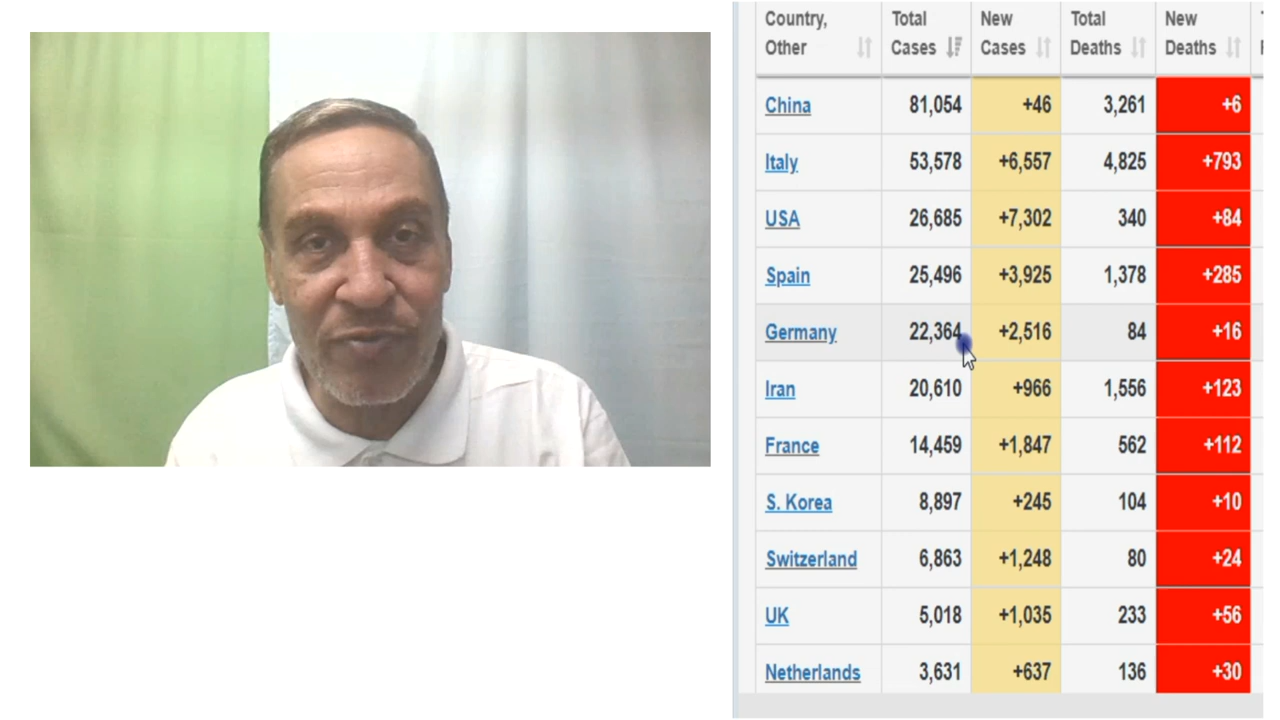 Country, Other Total Cases New Cases Total Deaths New Deaths
China 81,054 +46 3,261 +6
Italy 53,578 +6,557 4,825 +793
USA 26,685 +7,302 340 +84
Spain 25,496 +3,925 1,378 +285
Germany 22,364 +2,516 84 +16
Iran 20,610 +966 1,556 +123
France 14,459 +1,847 562 +112
S. Korea 8,897 +245 104 +10
Switzerland 6,863 +1,248 80 +24
UK 5,018 +1,035 233 +56
Netherlands 3,631 +637 136 +30